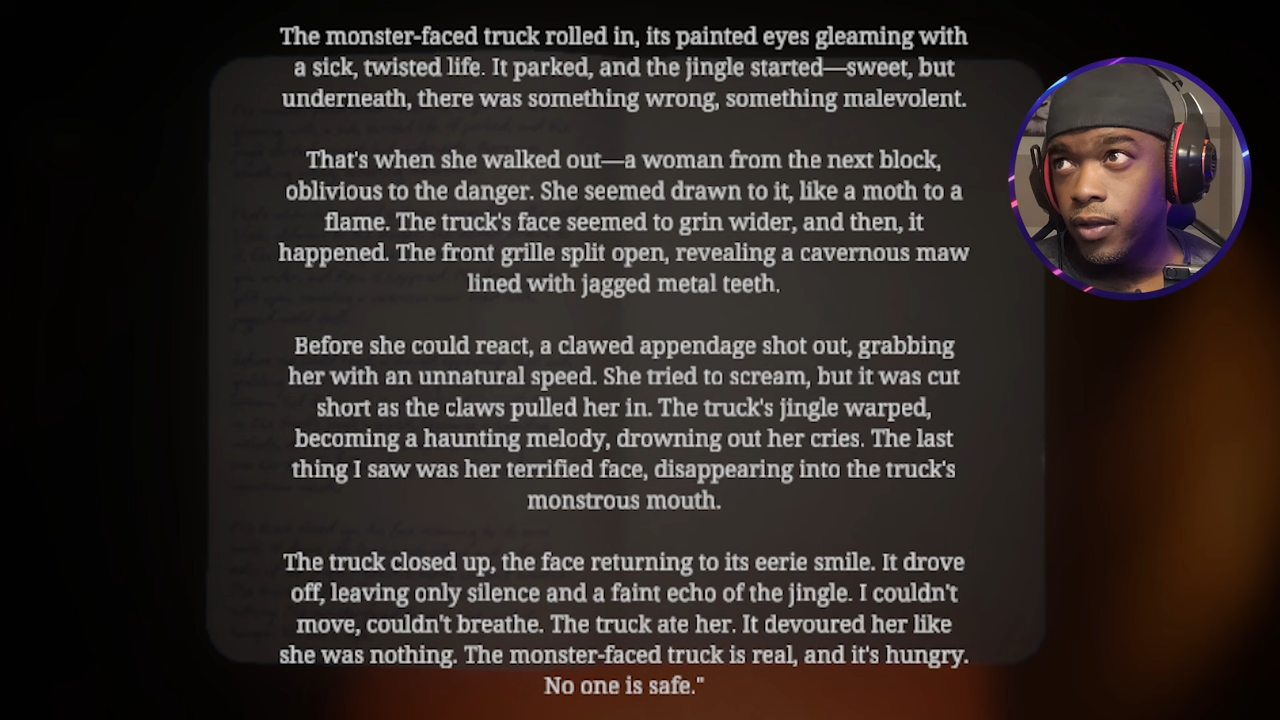 The monster-faced truck rolled in, its painted eyes gleaming with
a sick, twisted life. It parked, and the jingle started—sweet, but
underneath, there was something wrong, something malevolent.
That's when she walked out—a woman from the next block,
oblivious to the danger. She seemed drawn to it, like a moth to a
flame. The truck's face seemed to grin wider, and then, it
happened. The front grille split open, revealing a cavernous maw
lined with jagged metal teeth.
Before she could react, a clawed appendage shot out, grabbing
her with an unnatural speed. She tried to scream, but it was cut
short as the claws pulled her in. The truck's jingle warped,
becoming a haunting melody, drowning out her cries. The last
thing I saw was her terrified face, disappearing into the truck's
monstrous mouth.
The truck closed up, the face returning to its eerie smile. It drove
off, leaving only silence and a faint echo of the jingle. I couldn't
move, couldn't breathe. The truck ate her. It devoured her like
she was nothing. The monster-faced truck is real, and it's hungry.
No one is safe."